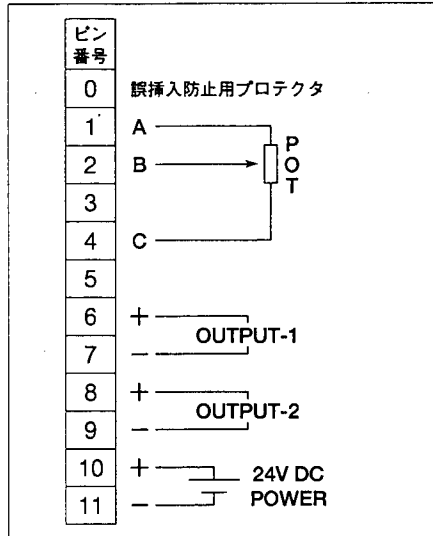 ピン
番号
0 誤挿入防止用プロテクタ
1 A
2 B
POT
3
4 C
5
6 +
OUTPUT-1
7 −
8 +
OUTPUT-2
9 −
10 +
24V DC
POWER
11 −